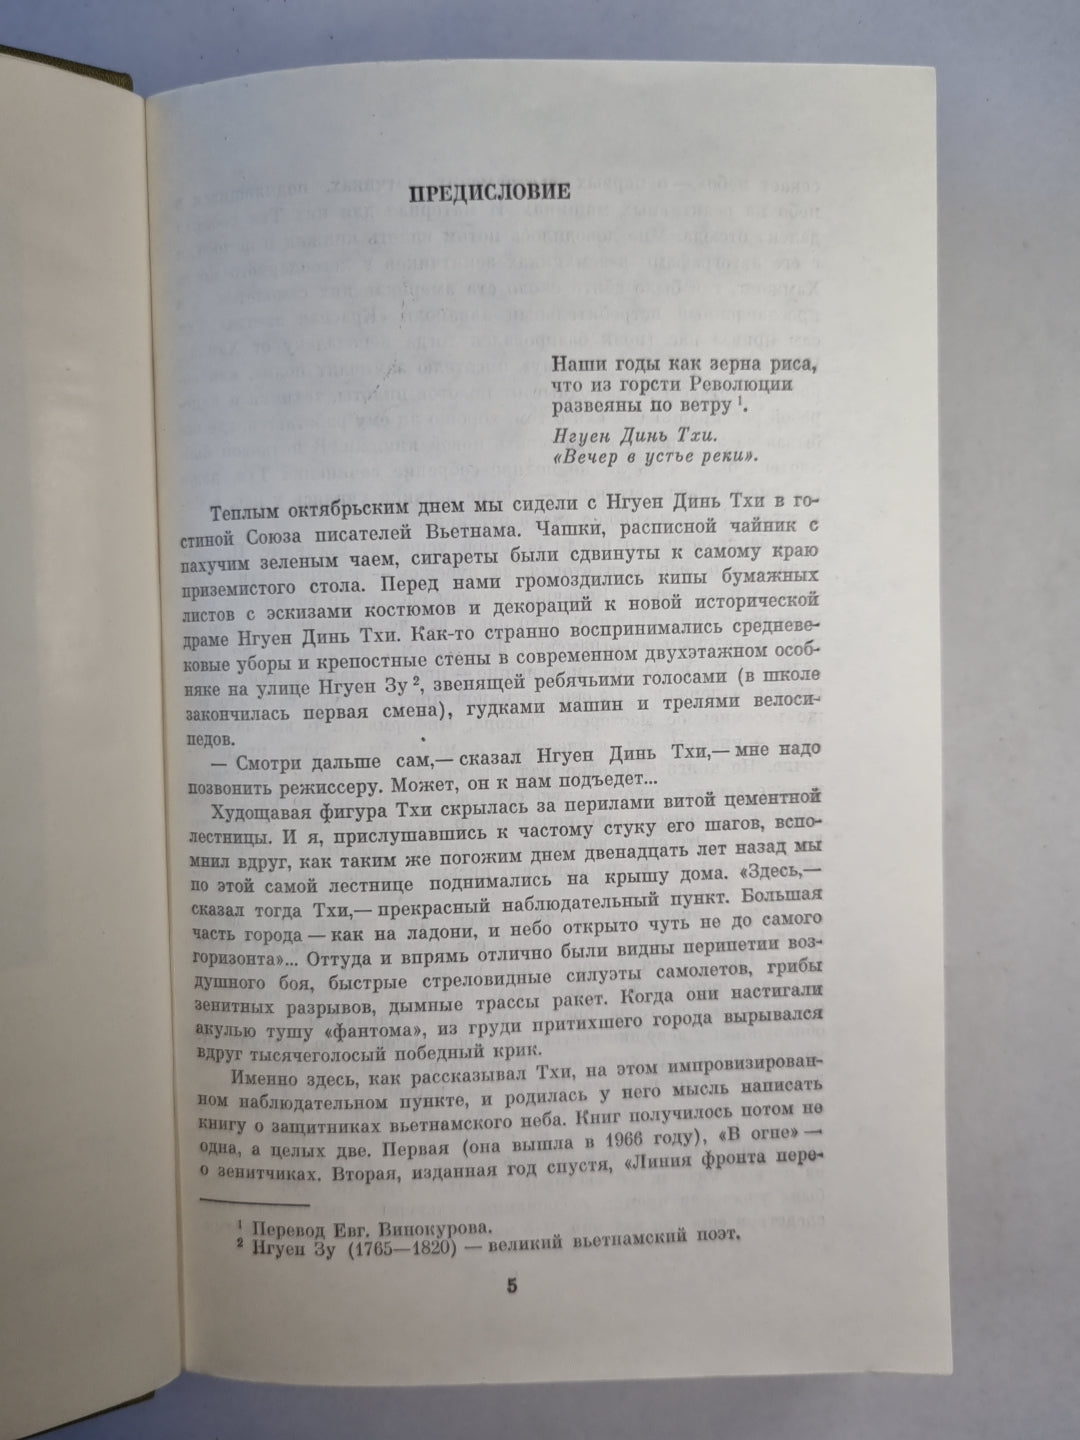 ПРЕДИСЛОВИЕ
Наши годы как зерна риса,
что из горсти Революции
развеяны по ветру ¹.
Нгуен Динь Тхи.
«Вечер в устье реки».
Теплым октябрьским днем мы сидели с Нгуен Динь Тхи в го-
стиной Союза писателей Вьетнама. Чашки, расписной чайник с
пахучим зеленым чаем, сигареты были сдвинуты к самому краю
приземистого стола. Перед нами громоздились кипы бумажных
листов с эскизами костюмов и декораций к новой исторической
драме Нгуен Динь Тхи. Как-то странно воспринимались средневе-
ковые уборы и крепостные стены в современном двухэтажном особ-
няке на улице Нгуен Зу ², звенящей ребячьими голосами (в школе
закончилась первая смена), гудками машин и трелями велоси-
педов.
— Смотри дальше сам,— сказал Нгуен Динь Тхи,— мне надо
позвонить режиссеру. Может, он к нам подъедет...
Худощавая фигура Тхи скрылась за перилами витой цементной
лестницы. И я, прислушавшись к частому стуку его шагов, вспо-
мнил вдруг, как таким же погожим днем двенадцать лет назад мы
по этой самой лестнице поднимались на крышу дома. «Здесь,—
сказал тогда Тхи,— прекрасный наблюдательный пункт. Большая
часть города — как на ладони, и небо открыто чуть не до самого
горизонта»... Оттуда и впрямь отлично были видны перипетии воз-
душного боя, быстрые стреловидные силуэты самолетов, грибы
зенитных разрывов, дымные трассы ракет. Когда они настигали
акулью тушу «фантома», из груди притихшего города вырывался
вдруг тысячеголосый победный крик.
Именно здесь, как рассказывал Тхи, на этом импровизирован-
ном наблюдательном пункте, и родилась у него мысль написать
книгу о защитниках вьетнамского неба. Книг получилось потом не
одна, а целых две. Первая (она вышла в 1966 году), «В огне» —
о зенитчиках. Вторая, изданная год спустя, «Линия фронта пере-
¹ Перевод Евг. Винокурова.
² Нгуен Зу (1765—1820) — великий вьетнамский поэт.
5